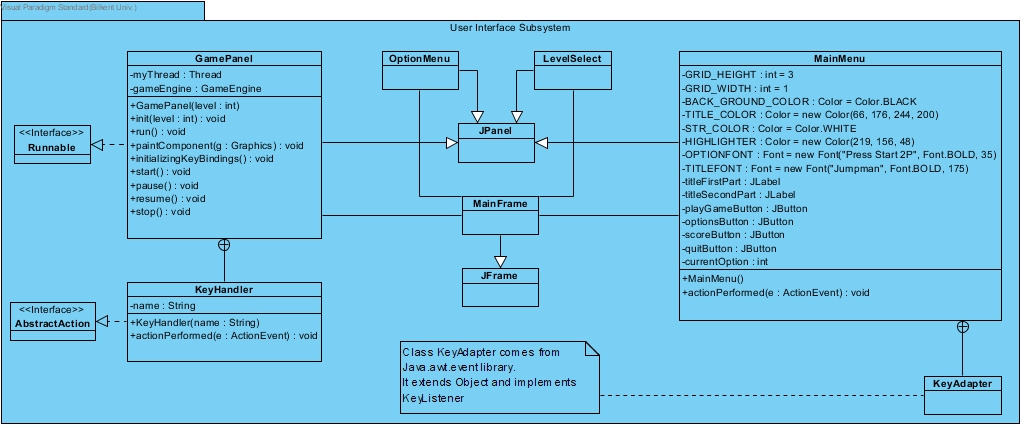 Visual Paradigm Standard(Bilkent Univ.)
User Interface Subsystem
GamePanel
-myThread : Thread
-gameEngine : GameEngine
+GamePanel(level : int)
+init(level : int) : void
+run() : void
+paintComponent(g : Graphics) : void
+initializingKeyBindings() : void
+start() : void
+pause() : void
+resume() : void
+stop() : void
<<Interface>>
Runnable
OptionMenu
LevelSelect
JPanel
MainFrame
JFrame
MainMenu
-GRID_HEIGHT : int = 3
-GRID_WIDTH : int = 1
-BACK_GROUND_COLOR : Color = Color.BLACK
-TITLE_COLOR : Color = new Color(66, 176, 244, 200)
-STR_COLOR : Color = Color.WHITE
-HIGHLIGHTER : Color = new Color(219, 156, 48)
-OPTIONFONT : Font = new Font("Press Start 2P", Font.BOLD, 35)
-TITLEFONT : Font = new Font("Jumpman", Font.BOLD, 175)
-titleFirstPart : JLabel
-titleSecondPart : JLabel
-playGameButton : JButton
-optionsButton : JButton
-scoreButton : JButton
-quitButton : JButton
-currentOption : int
+MainMenu()
+actionPerformed(e : ActionEvent) : void
KeyHandler
-name : String
+KeyHandler(name : String)
+actionPerformed(e : ActionEvent) : void
<<Interface>>
AbstractAction
Class KeyAdapter comes from
Java.awt.event library.
It extends Object and implements
KeyListener
KeyAdapter